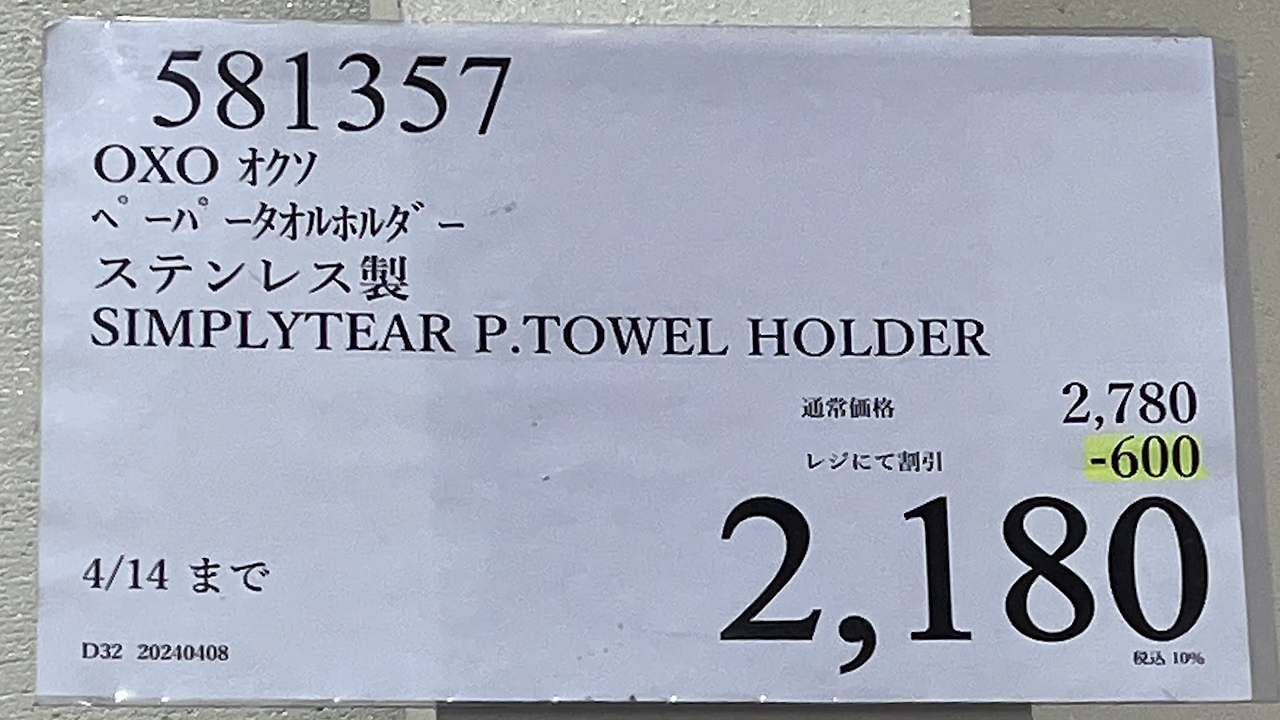 581357
OXO オクソ
ペーパータオルホルダー
ステンレス製
SIMPLYTEAR P.TOWEL HOLDER
通常価格 2,780
レジにて割引 -600
2,180
4/14 まで
D32 20240408
税込 10%